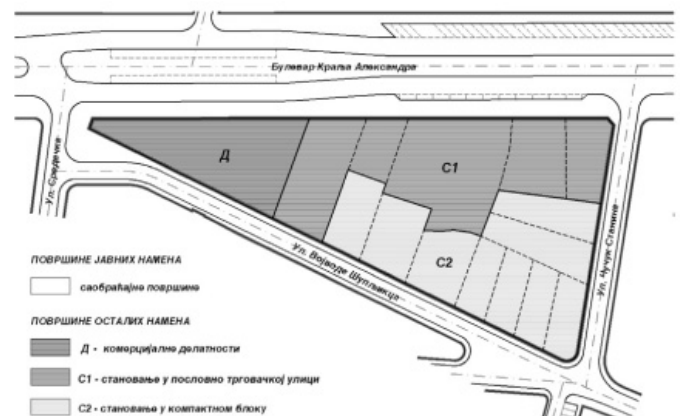 Булевар Краља Александра
Д
С1
Ул. Средачка
Ул. Војводе Шупљикца
С2
Ул. Чучук Станина
ПОВРШИНЕ ЈАВНИХ НАМЕНА
саобраћајне површине
ПОВРШИНЕ ОСТАЛИХ НАМЕНА
Д - комерцијалне делатности
С1 - становање у пословно трговачкој улици
С2 - становање у компактном блоку